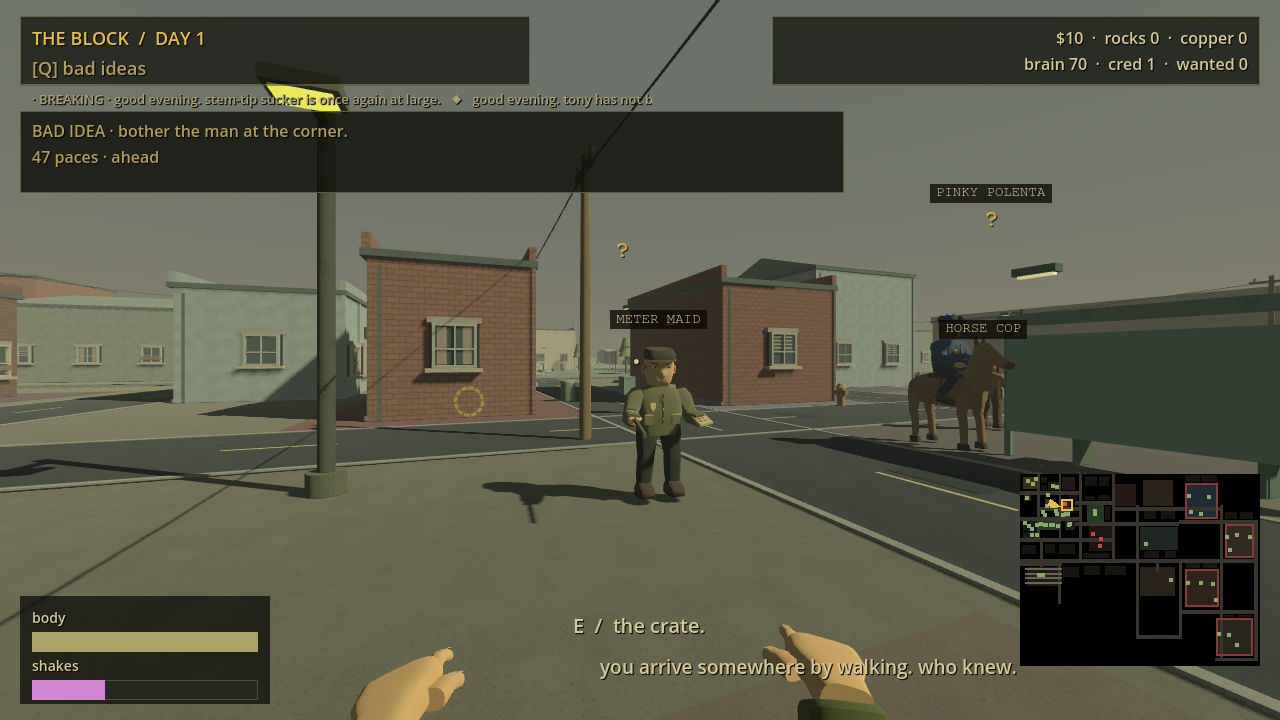 THE BLOCK / DAY 1
[Q] bad ideas
$10 · rocks 0 · copper 0
brain 70 · cred 1 · wanted 0
· BREAKING · good evening. stem-tip sucker is once again at large. ◆ good evening. tony has not b
BAD IDEA · bother the man at the corner.
47 paces · ahead
PINKY POLENTA
?
?
METER MAID
HORSE COP
body
shakes
E / the crate.
you arrive somewhere by walking. who knew.